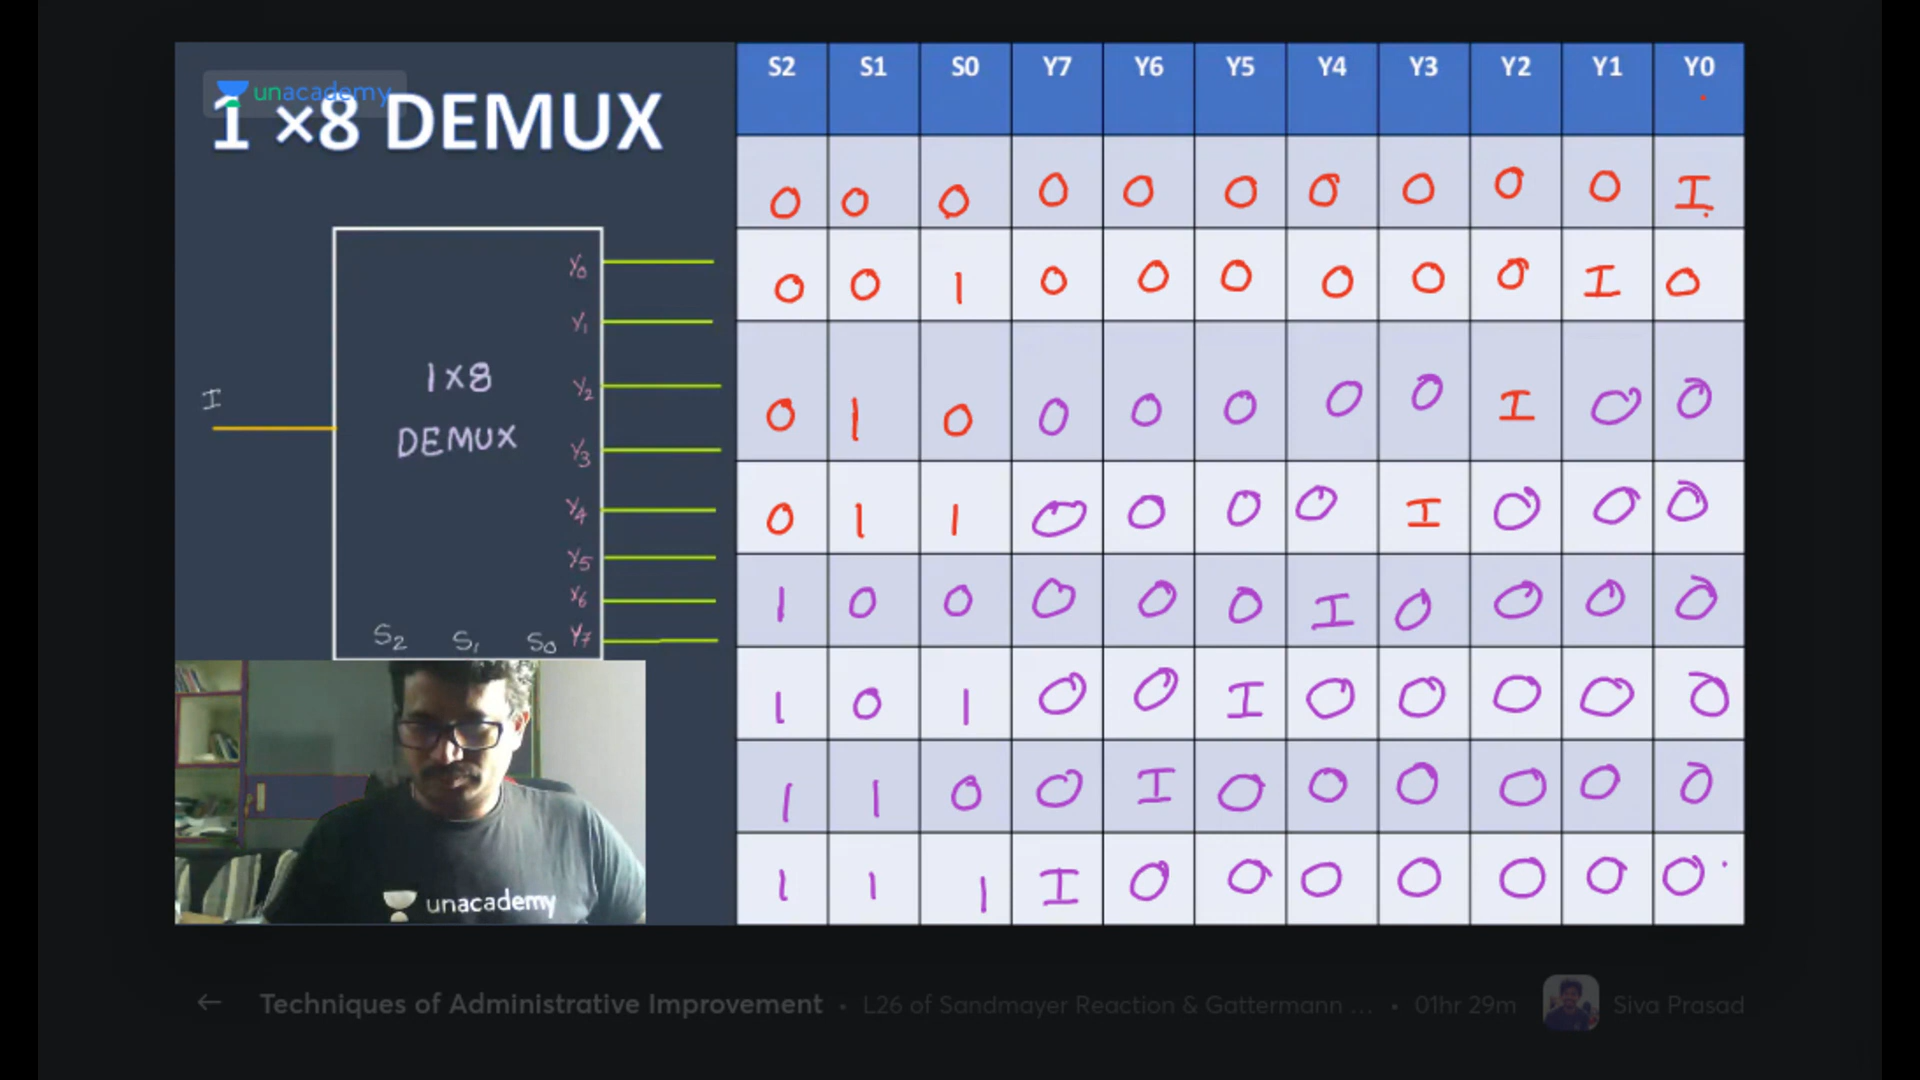 unacademy
1 ×8 DEMUX
I
1X8
DEMUX
Y0
Y1
Y2
Y3
Y4
Y5
Y6
Y7
S2 S1 S0
S2 S1 S0 Y7 Y6 Y5 Y4 Y3 Y2 Y1 Y0
0 0 0 0 0 0 0 0 0 0 I
0 0 1 0 0 0 0 0 0 I 0
0 1 0 0 0 0 0 0 I 0 0
0 1 1 0 0 0 0 I 0 0 0
1 0 0 0 0 0 I 0 0 0 0
1 0 1 0 0 I 0 0 0 0 0
1 1 0 0 I 0 0 0 0 0 0
1 1 1 I 0 0 0 0 0 0 0
unacademy
← Techniques of Administrative Improvement • L26 of Sandmayer Reaction & Gattermann ... • 01hr 29m Siva Prasad